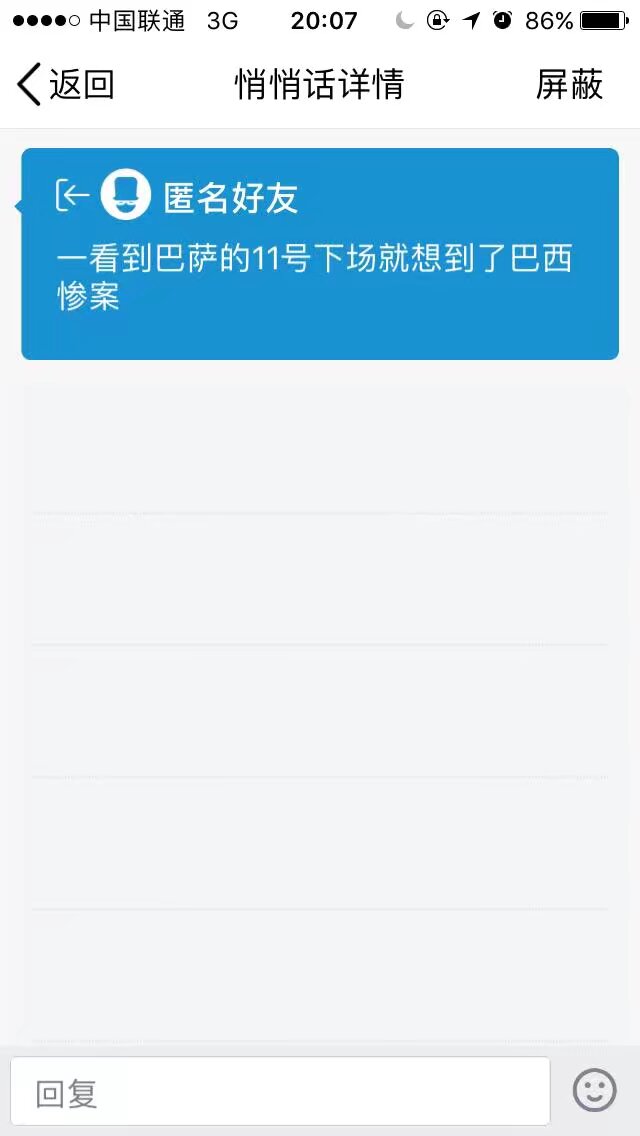 中国联通 3G 20:07 86%
返回 悄悄话详情 屏蔽
匿名好友
一看到巴萨的11号下场就想到了巴西
惨案
回复